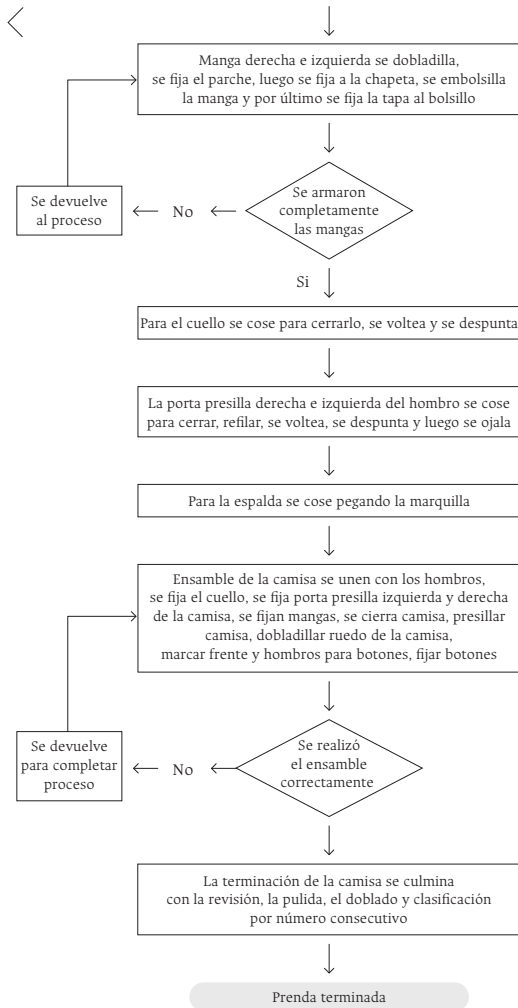 Manga derecha e izquierda se dobladilla,
se fija el parche, luego se fija a la chapeta, se embolsilla
la manga y por último se fija la tapa al bolsillo
Se armaron
completamente
las mangas
No
Se devuelve
al proceso
Si
Para el cuello se cose para cerrarlo, se voltea y se despunta
La porta presilla derecha e izquierda del hombro se cose
para cerrar, refilar, se voltea, se despunta y luego se ojala
Para la espalda se cose pegando la marquilla
Ensamble de la camisa se unen con los hombros,
se fija el cuello, se fija porta presilla izquierda y derecha
de la camisa, se fijan mangas, se cierra camisa, presillar
camisa, dobladillar ruedo de la camisa,
marcar frente y hombros para botones, fijar botones
Se realizó
el ensamble
correctamente
No
Se devuelve
para completar
proceso
La terminación de la camisa se culmina
con la revisión, la pulida, el doblado y clasificación
por número consecutivo
Prenda terminada